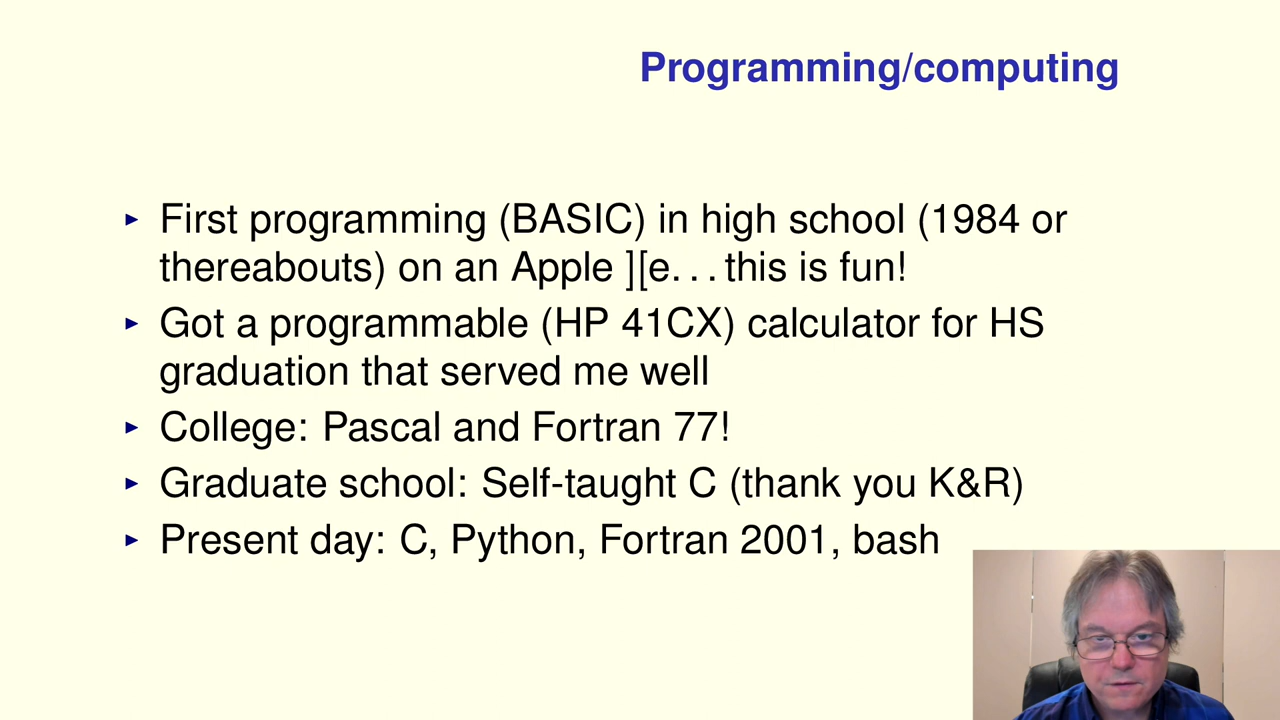 Programming/computing
▸ First programming (BASIC) in high school (1984 or
thereabouts) on an Apple ][e. . . this is fun!
▸ Got a programmable (HP 41CX) calculator for HS
graduation that served me well
▸ College: Pascal and Fortran 77!
▸ Graduate school: Self-taught C (thank you K&R)
▸ Present day: C, Python, Fortran 2001, bash